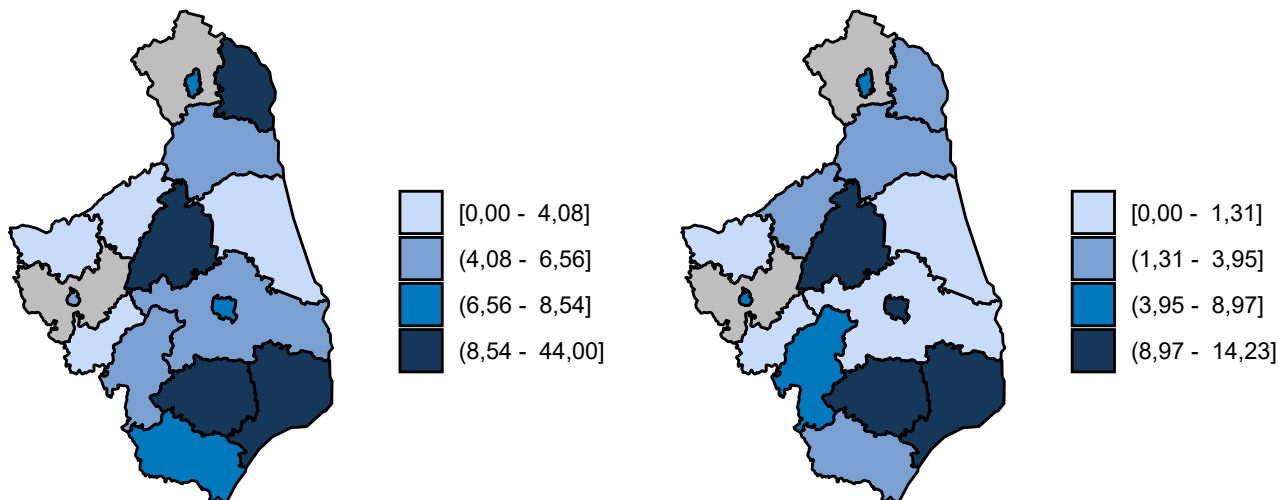 [0,00 - 4,08]
(4,08 - 6,56]
(6,56 - 8,54]
(8,54 - 44,00]
[0,00 - 1,31]
(1,31 - 3,95]
(3,95 - 8,97]
(8,97 - 14,23]